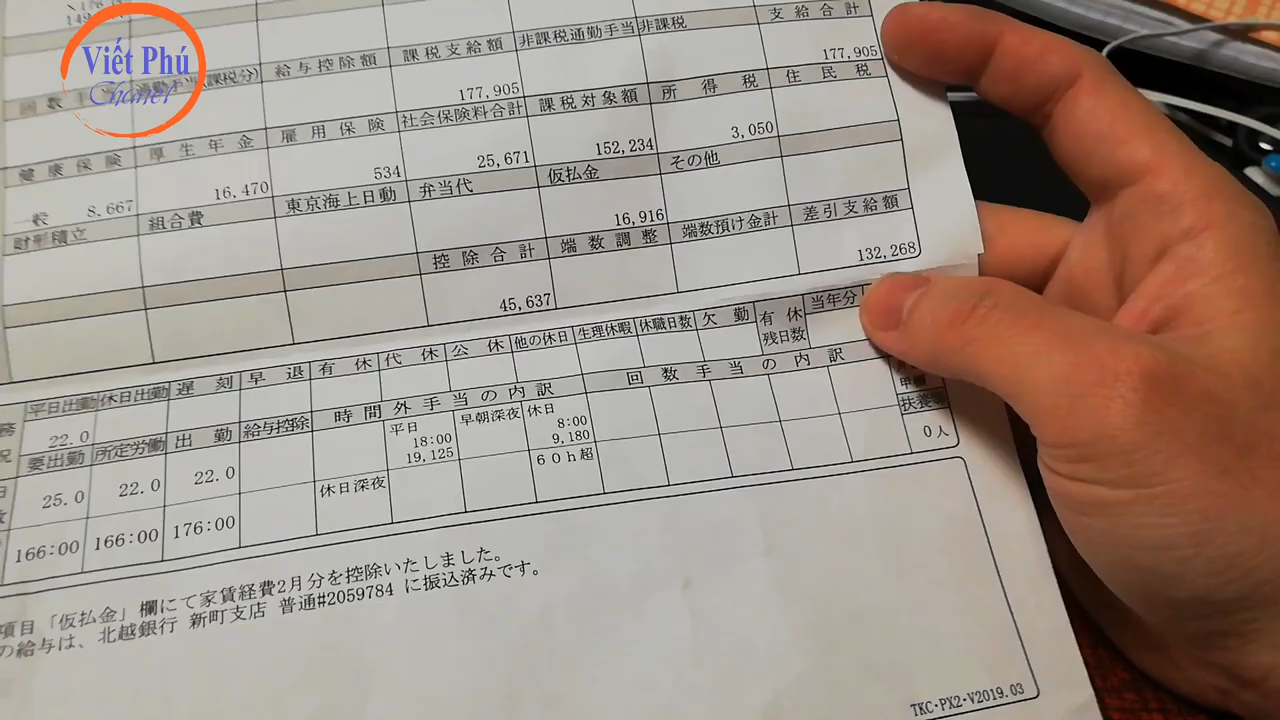 Việt Phú
Chanel
給与控除額 課税支給額 非課税通勤手当 非課税 支給合計
177,905 177,905
健康保険 厚生年金 雇用保険 社会保険料合計 課税対象額 所得税 住民税
一般 8,667 16,470 534 25,671 152,234 3,050
財形積立 組合費 東京海上日動 弁当代 仮払金 その他
16,916
控除合計 端数調整 端数預け金計 差引支給額
45,637 132,268
平日出勤 休日出勤 遅刻 早退 有休 代休 公休 他の休日 生理休暇 休職日数 欠勤 有休残日数 当年分
22.0
要出勤 所定労働 出勤 給与控除 時間外手当の内訳 回数手当の内訳
平日 早朝深夜 休日
18:00 8:00
19,125 9,180
25.0 22.0 22.0 休日深夜 60h超
扶養等
0人
166:00 166:00 176:00
項目「仮払金」欄にて家賃経費2月分を控除いたしました。
の給与は、北越銀行 新町支店 普通#2059784 に振込済みです。
TKC・PX2・V2019.03